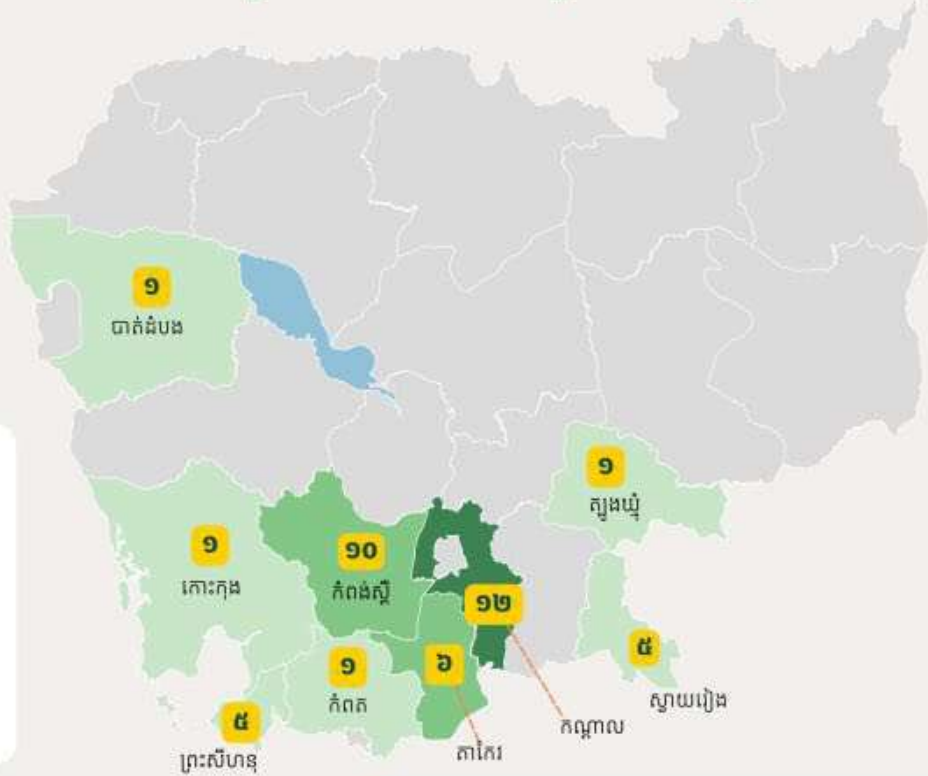 ១
បាត់ដំបង
១
ត្បូងឃ្មុំ
១
កោះកុង
១០
កំពង់ស្ពឺ
១២
កណ្តាល
១
កំពត
៦
តាកែវ
៥
ស្វាយរៀង
៥
ព្រះសីហនុ